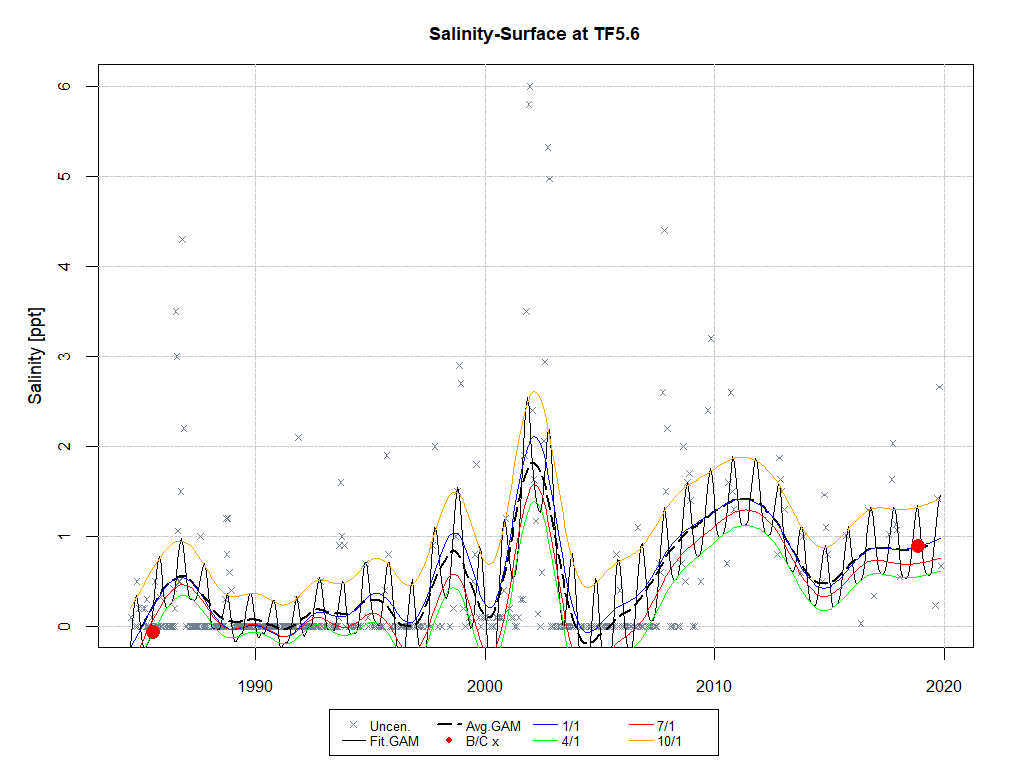 Salinity-Surface at TF5.6
Salinity [ppt]
6
5
4
3
2
1
0
1990 2000 2010 2020
Uncen. Avg.GAM 1/1 7/1
Fit.GAM B/C x 4/1 10/1